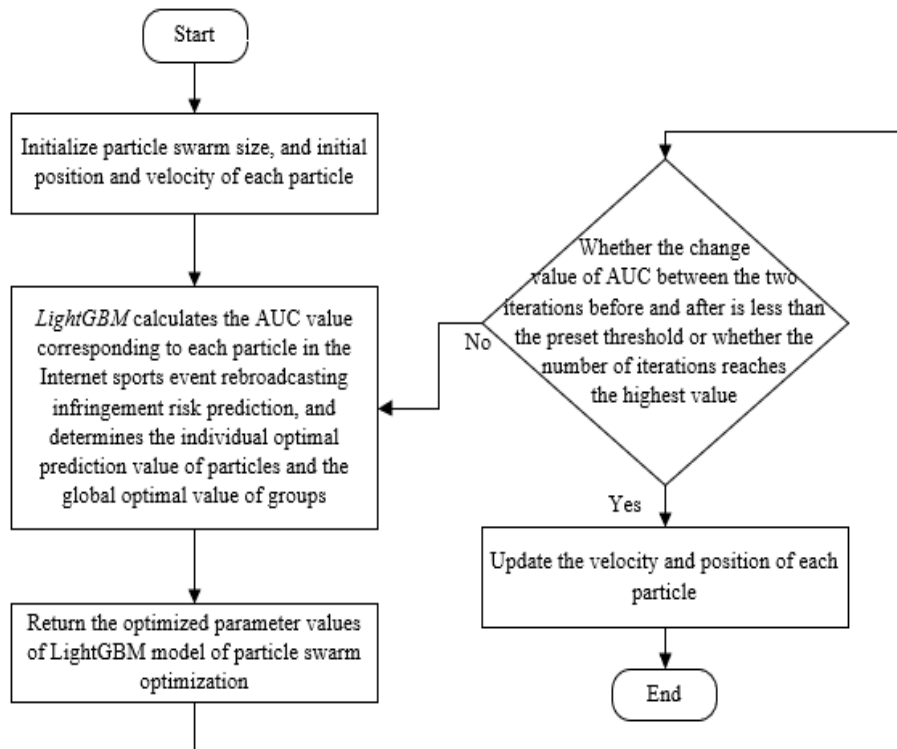 Start
Initialize particle swarm size, and initial
position and velocity of each particle
LightGBM calculates the AUC value
corresponding to each particle in the
Internet sports event rebroadcasting
infringement risk prediction, and
determines the individual optimal
prediction value of particles and the
global optimal value of groups
Return the optimized parameter values
of LightGBM model of particle swarm
optimization
Whether the change
value of AUC between the two
iterations before and after is less than
the preset threshold or whether the
number of iterations reaches
the highest value
No
Yes
Update the velocity and position of each
particle
End